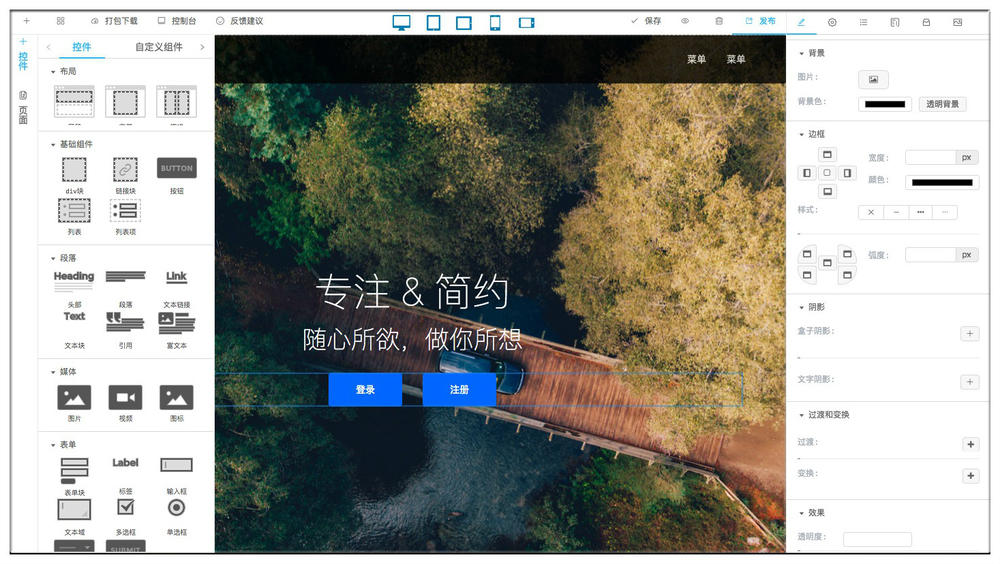 打包下载 控制台 反馈建议 保存 发布
控件
页面
控件 自定义组件
布局
基础组件
BUTTON
div块 链接块 按钮
列表 列表项
段落
Heading Link
头部 段落 文本链接
Text
文本块 引用 富文本
媒体
图片 视频 图标
表单
Label
表单块 标签 输入框
文本域 多选框 单选框
SUBMIT
菜单 菜单
专注 & 简约
随心所欲，做你所想
登录 注册
背景
图片：
背景色： 透明背景
边框
宽度： px
颜色：
样式：
弧度： px
阴影
盒子阴影：
文字阴影：
过渡和变换
过渡：
变换：
效果
透明度：